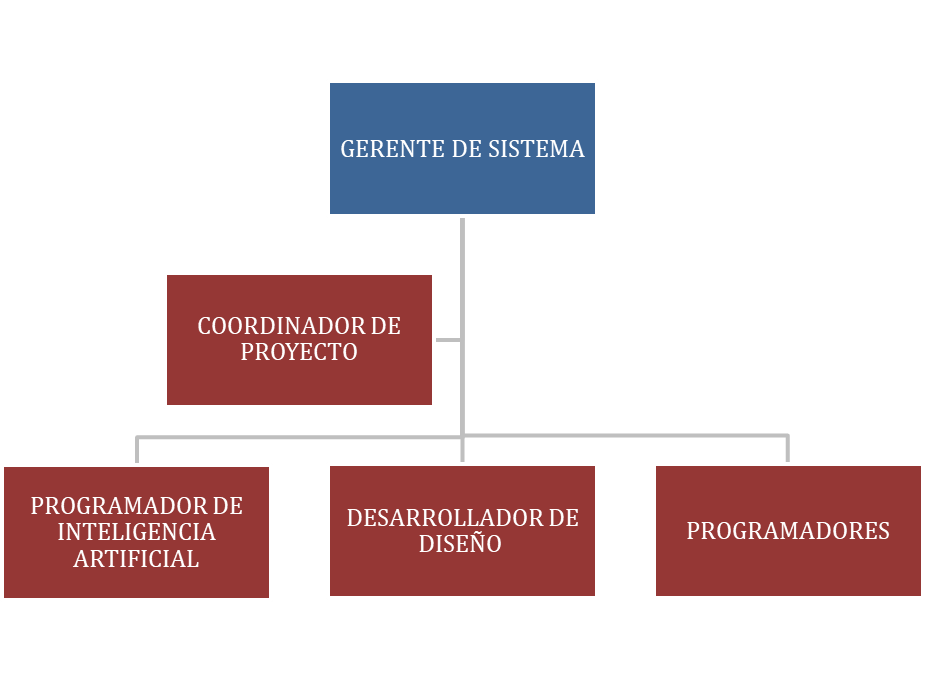 GERENTE DE SISTEMA
COORDINADOR DE
PROYECTO
PROGRAMADOR DE
INTELIGENCIA
ARTIFICIAL
DESARROLLADOR DE
DISEÑO
PROGRAMADORES